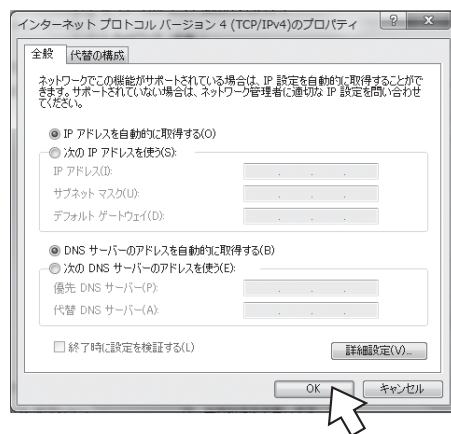 インターネット プロトコル バージョン 4 (TCP/IPv4)のプロパティ
全般 代替の構成
ネットワークでこの機能がサポートされている場合は、IP 設定を自動的に取得することがで
きます。サポートされていない場合は、ネットワーク管理者に適切な IP 設定を問い合わせ
てください。
IP アドレスを自動的に取得する(O)
次の IP アドレスを使う(S):
IP アドレス(I):
サブネット マスク(U):
デフォルト ゲートウェイ(D):
DNS サーバーのアドレスを自動的に取得する(B)
次の DNS サーバーのアドレスを使う(E):
優先 DNS サーバー(P):
代替 DNS サーバー(A):
終了時に設定を検証する(L)
詳細設定(V)...
OK キャンセル